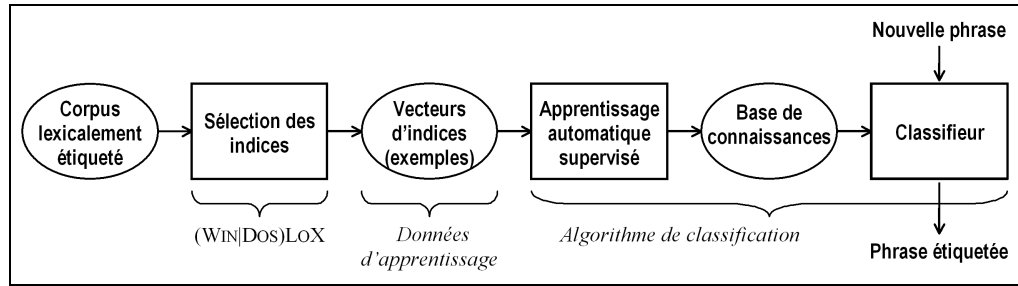 Nouvelle phrase
Corpus
lexicalement
étiqueté
Sélection des
indices
Vecteurs
d'indices
(exemples)
Apprentissage
automatique
supervisé
Base de
connaissances
Classifieur
(WIN|DOS)LOX
Données
d'apprentissage
Algorithme de classification
Phrase étiquetée